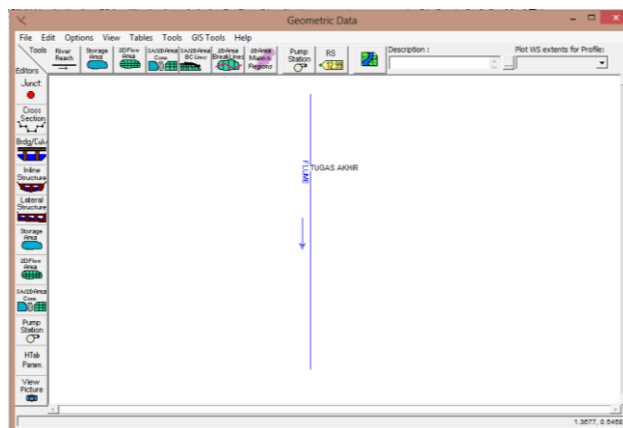 Geometric Data
File Edit Options View Tables Tools GIS Tools Help
Tools
Editors
River
Reach
Storage
Area
2D Flow
Area
SA/2D Area
Conn
SA/2D Area
BC Lines
2D Area
Break Lines
2D Area
Mann n
Regions
Pump
Station
RS
Description :
...
Plot WS extents for Profile:
Junct.
Cross
Section
Brdg/Culv
Inline
Structure
Lateral
Structure
Storage
Area
2D Flow
Area
SA/2D Area
Conn
Pump
Station
HTab
Param.
View
Picture
FLUME
TUGAS AKHIR
1.3677, 0.5458